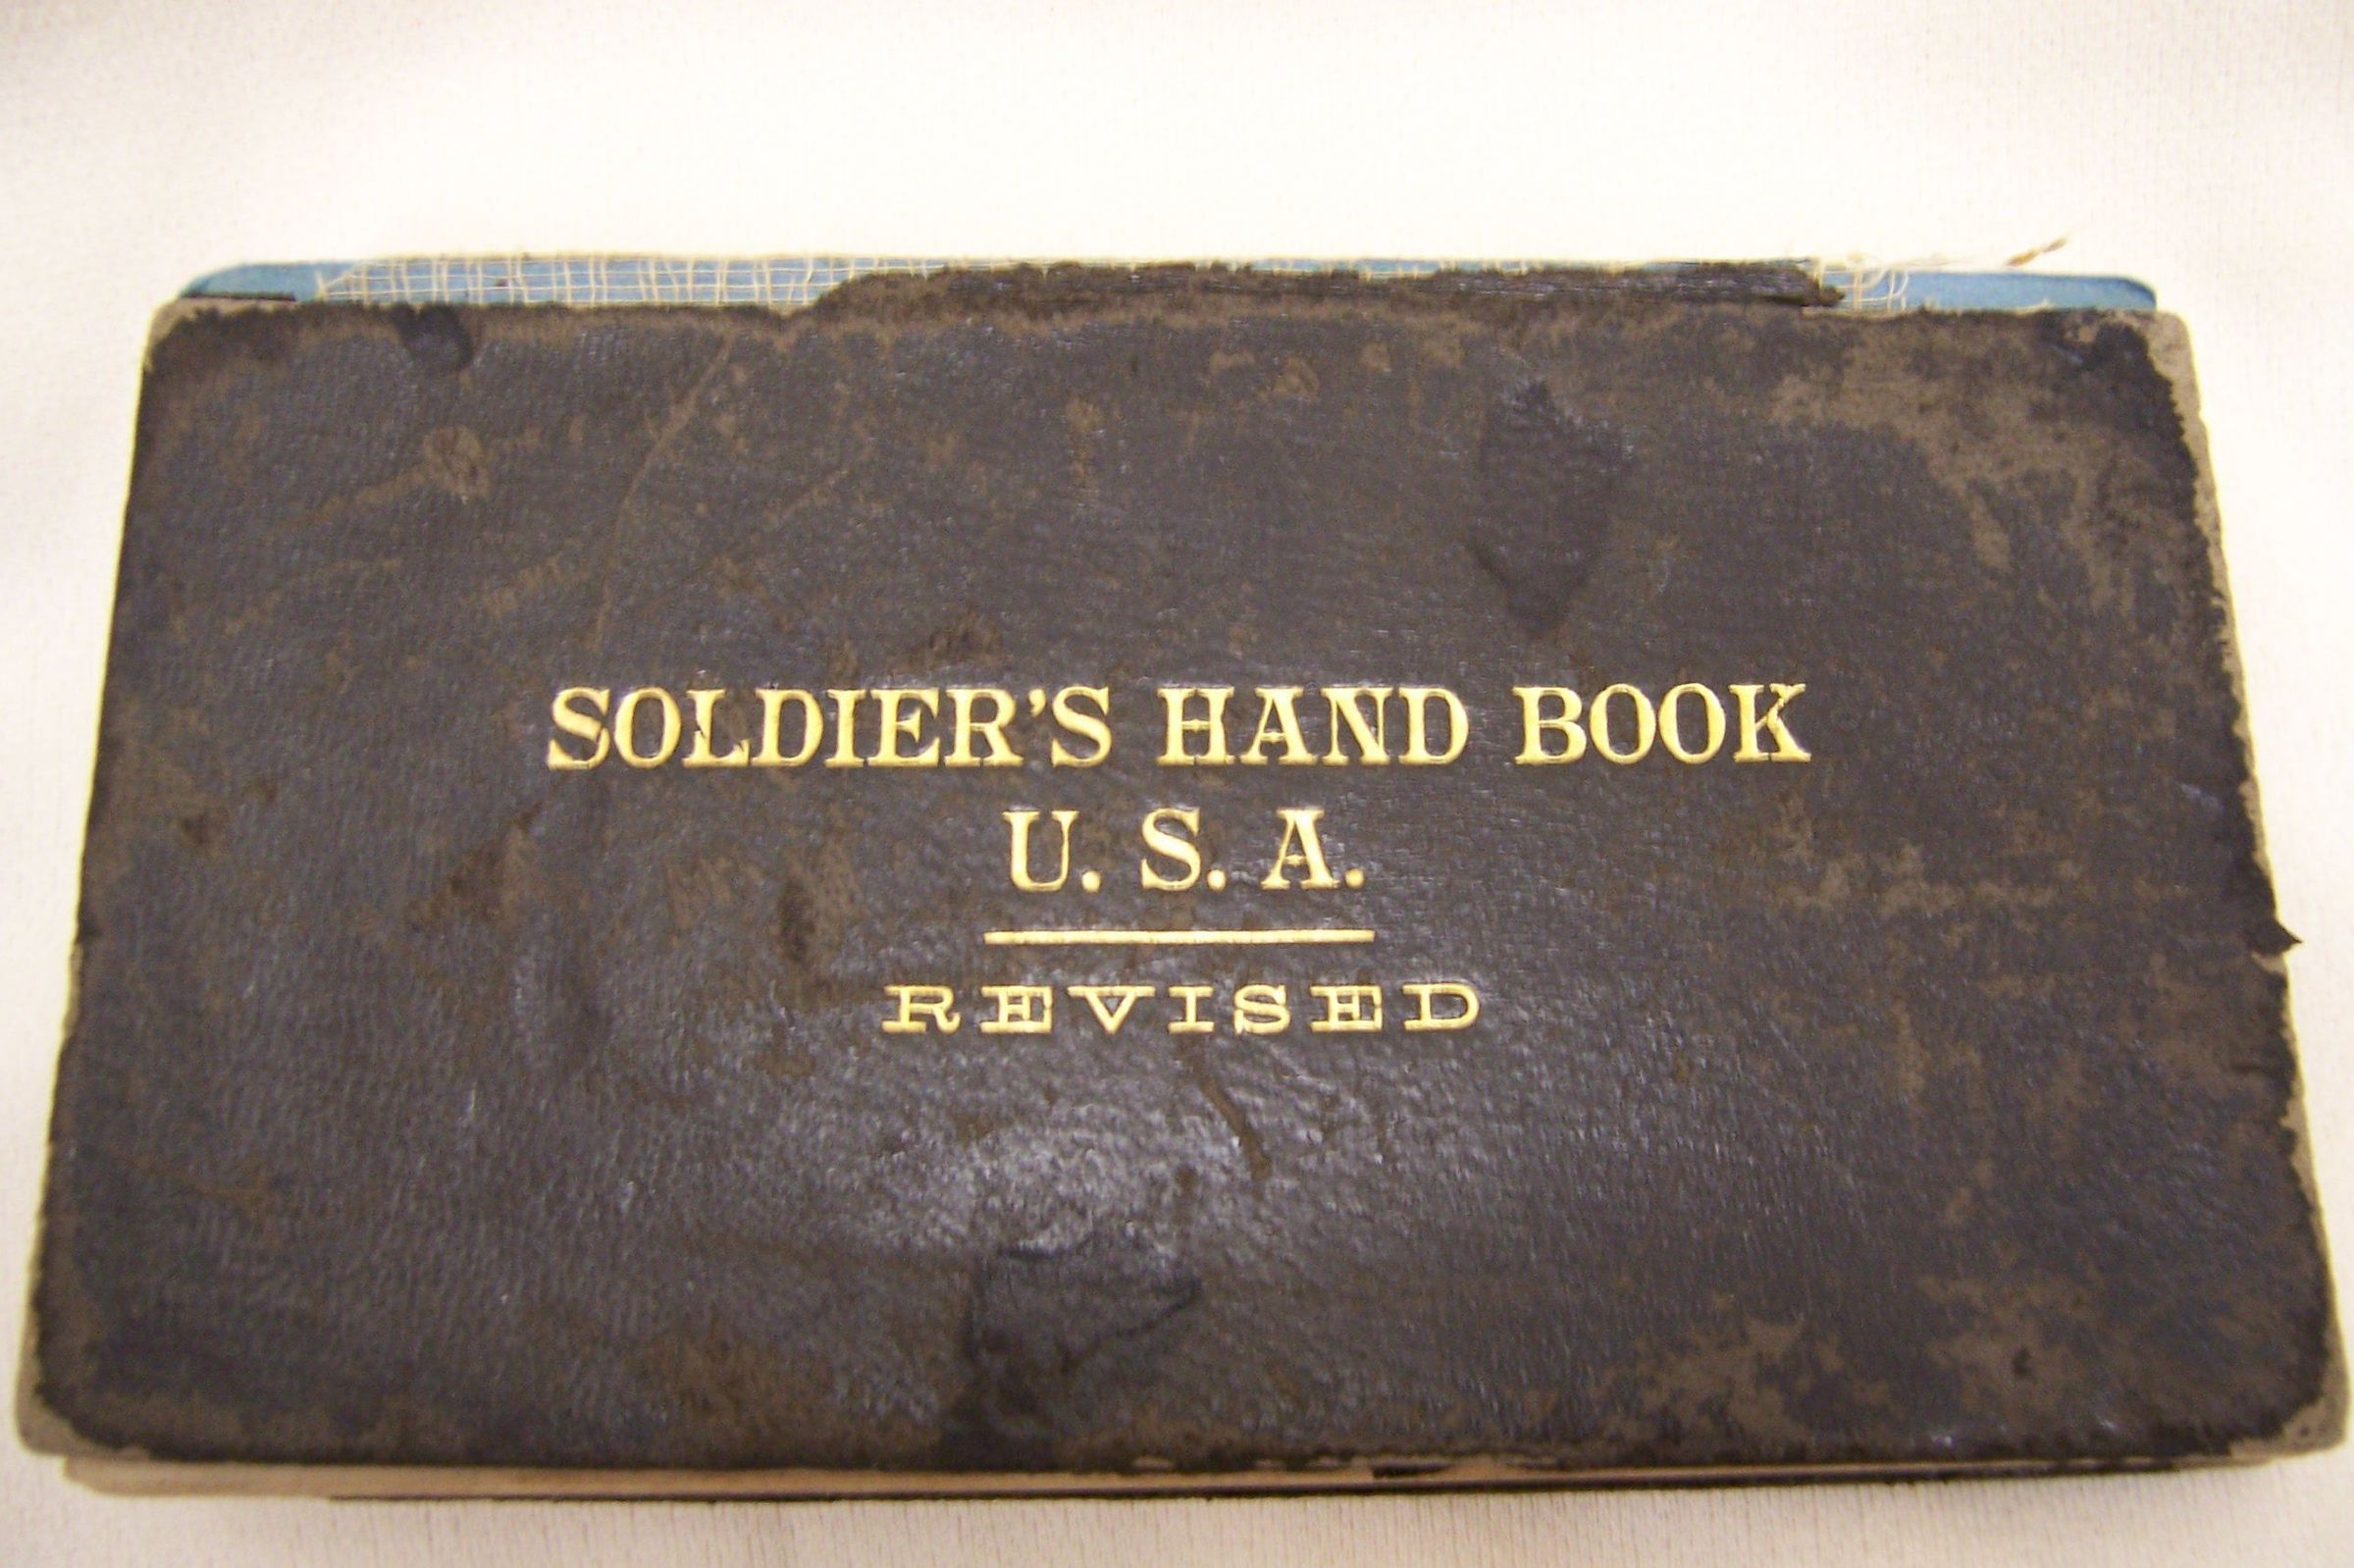 SOLDIER'S HAND BOOK
U. S. A.
REVISED